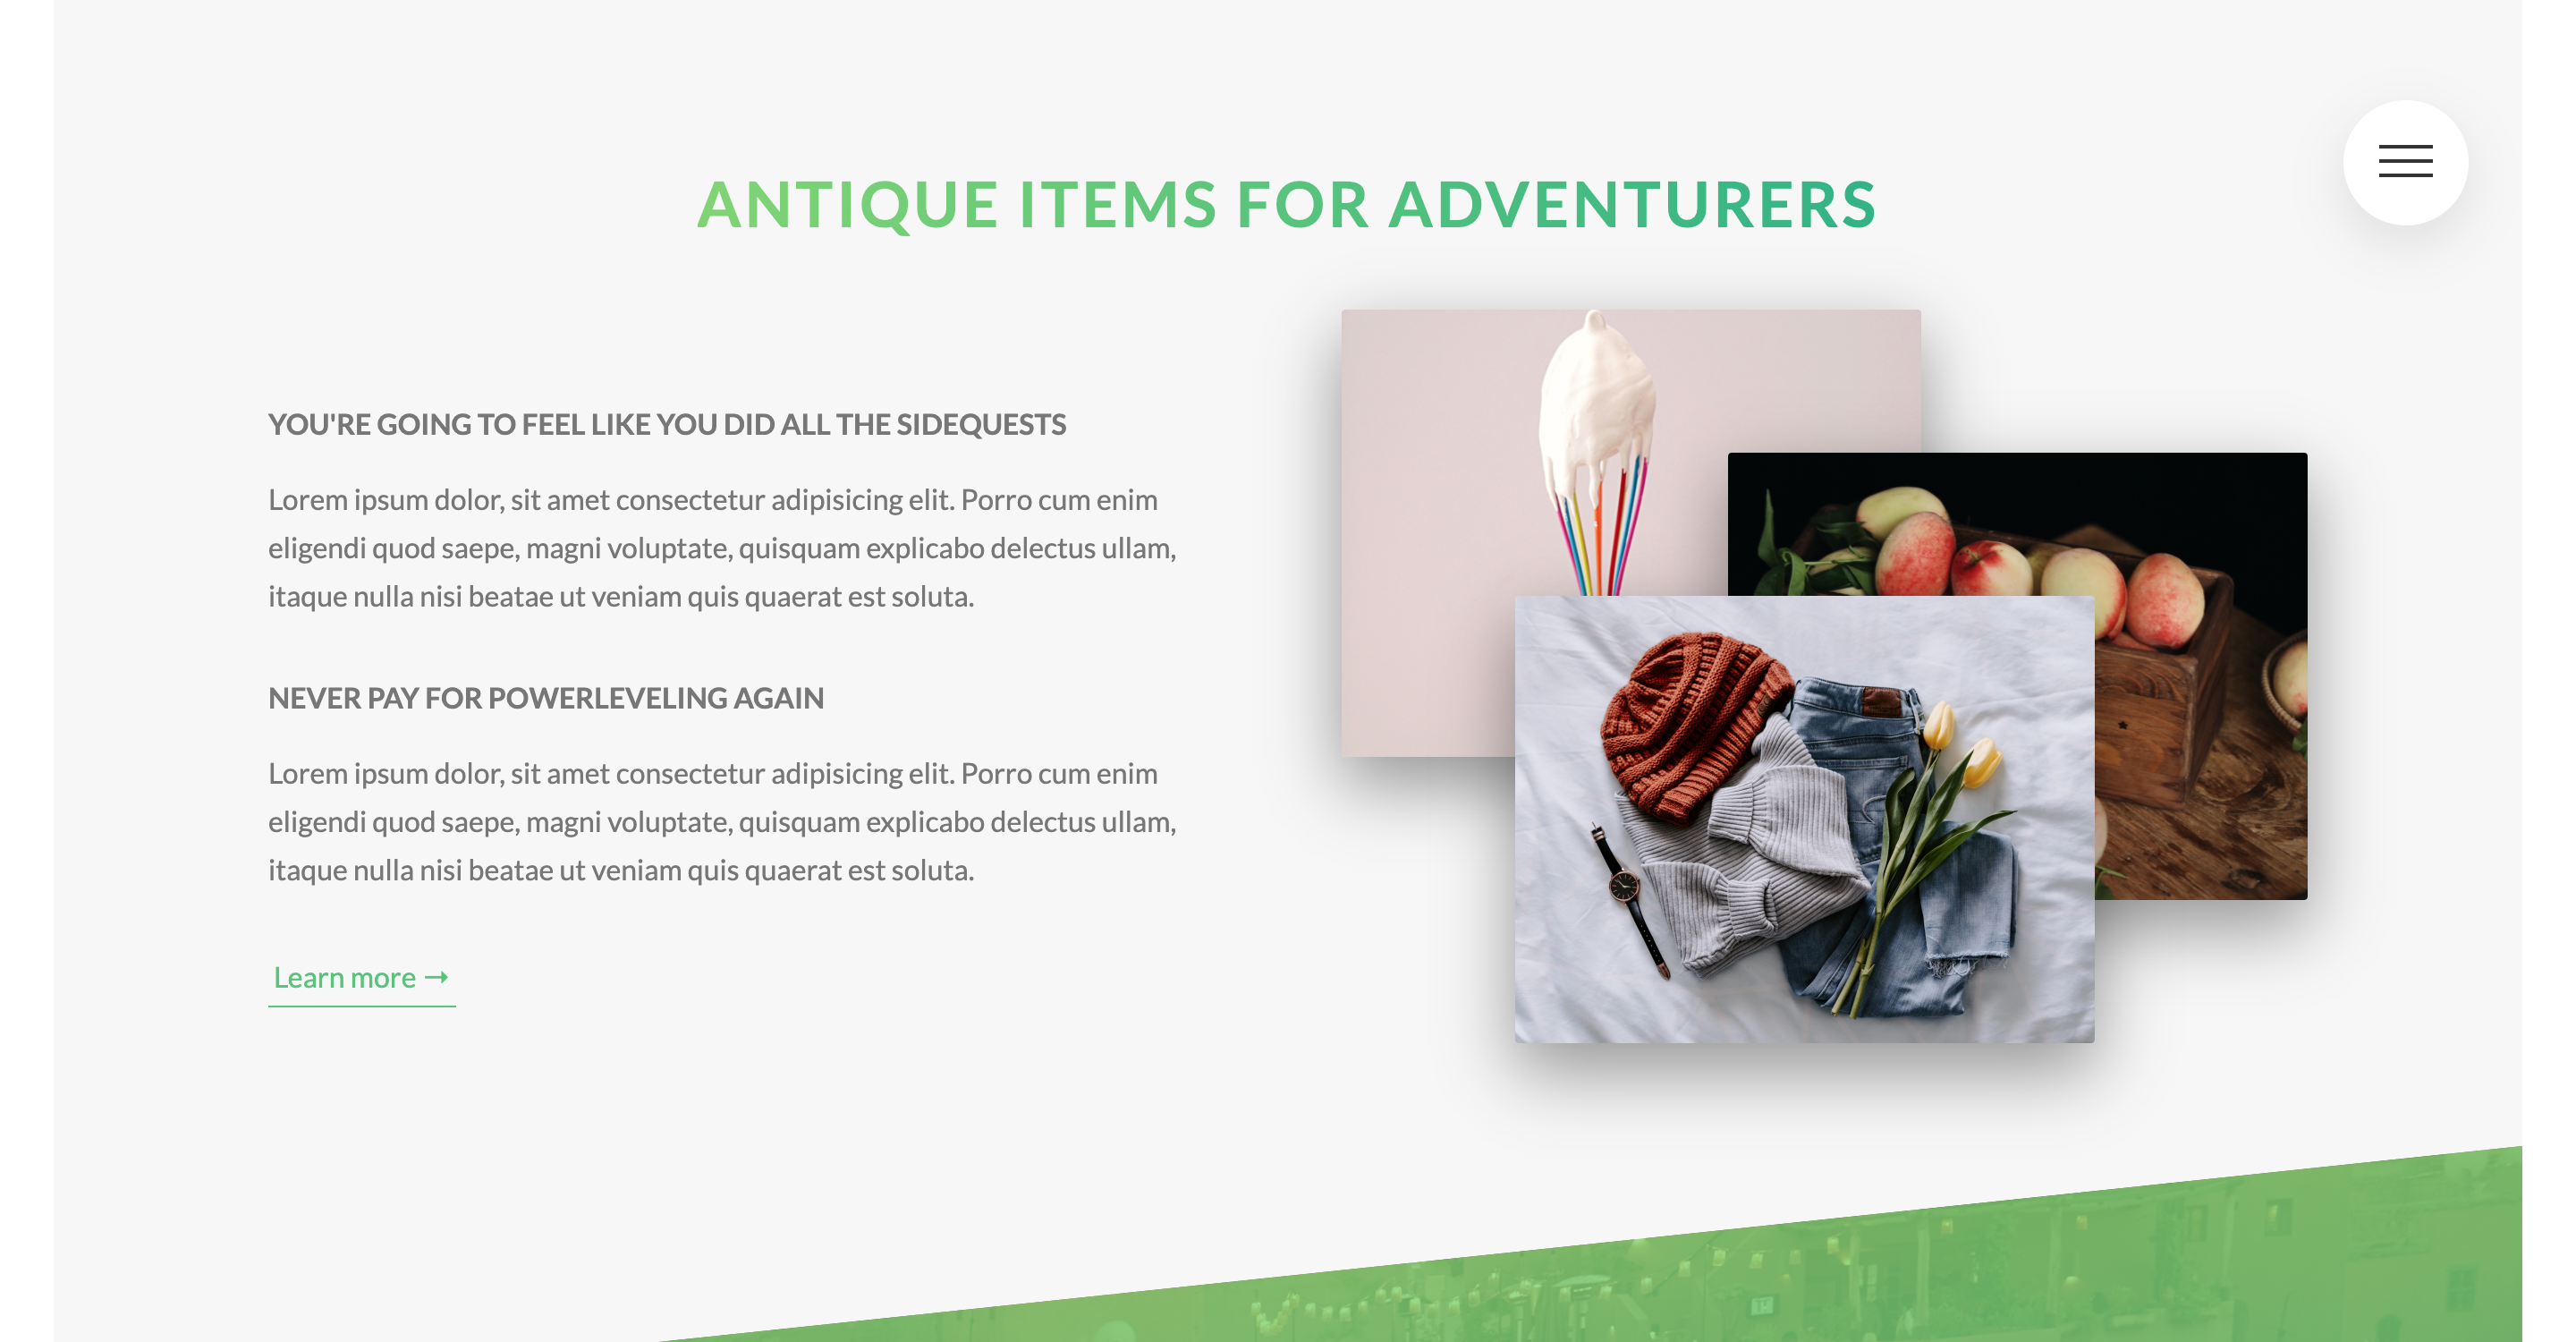 ANTIQUE ITEMS FOR ADVENTURERS
YOU'RE GOING TO FEEL LIKE YOU DID ALL THE SIDEQUESTS
Lorem ipsum dolor, sit amet consectetur adipisicing elit. Porro cum enim
eligendi quod saepe, magni voluptate, quisquam explicabo delectus ullam,
itaque nulla nisi beatae ut veniam quis quaerat est soluta.
NEVER PAY FOR POWERLEVELING AGAIN
Lorem ipsum dolor, sit amet consectetur adipisicing elit. Porro cum enim
eligendi quod saepe, magni voluptate, quisquam explicabo delectus ullam,
itaque nulla nisi beatae ut veniam quis quaerat est soluta.
Learn more →